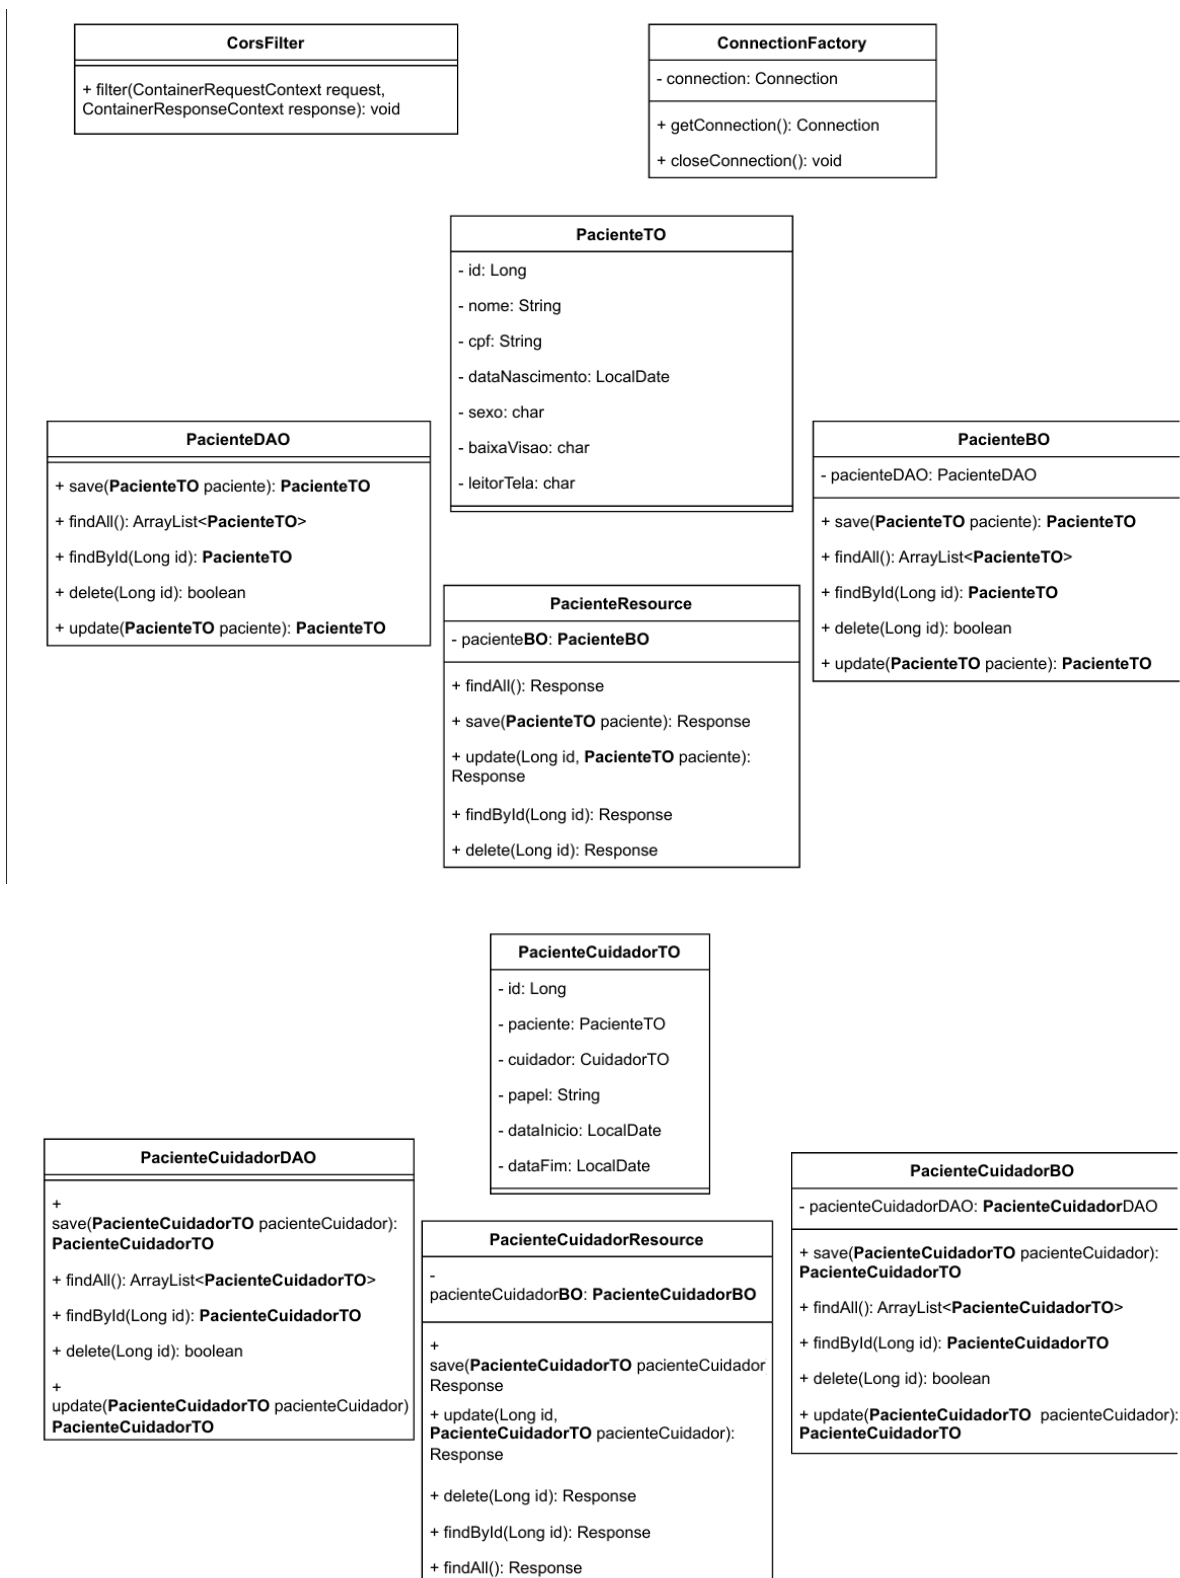 CorsFilter
+ filter(ContainerRequestContext request,
ContainerResponseContext response): void
ConnectionFactory
- connection: Connection
+ getConnection(): Connection
+ closeConnection(): void
PacienteTO
- id: Long
- nome: String
- cpf: String
- dataNascimento: LocalDate
- sexo: char
- baixaVisao: char
- leitorTela: char
PacienteDAO
+ save(PacienteTO paciente): PacienteTO
+ findAll(): ArrayList<PacienteTO>
+ findById(Long id): PacienteTO
+ delete(Long id): boolean
+ update(PacienteTO paciente): PacienteTO
PacienteBO
- pacienteDAO: PacienteDAO
+ save(PacienteTO paciente): PacienteTO
+ findAll(): ArrayList<PacienteTO>
+ findById(Long id): PacienteTO
+ delete(Long id): boolean
+ update(PacienteTO paciente): PacienteTO
PacienteResource
- pacienteBO: PacienteBO
+ findAll(): Response
+ save(PacienteTO paciente): Response
+ update(Long id, PacienteTO paciente):
Response
+ findById(Long id): Response
+ delete(Long id): Response
PacienteCuidadorTO
- id: Long
- paciente: PacienteTO
- cuidador: CuidadorTO
- papel: String
- dataInicio: LocalDate
- dataFim: LocalDate
PacienteCuidadorDAO
+
save(PacienteCuidadorTO pacienteCuidador):
PacienteCuidadorTO
+ findAll(): ArrayList<PacienteCuidadorTO>
+ findById(Long id): PacienteCuidadorTO
+ delete(Long id): boolean
+
update(PacienteCuidadorTO pacienteCuidador)
PacienteCuidadorTO
PacienteCuidadorResource
-
pacienteCuidadorBO: PacienteCuidadorBO
+
save(PacienteCuidadorTO pacienteCuidador
Response
+ update(Long id,
PacienteCuidadorTO pacienteCuidador):
Response
+ delete(Long id): Response
+ findById(Long id): Response
+ findAll(): Response
PacienteCuidadorBO
- pacienteCuidadorDAO: PacienteCuidadorDAO
+ save(PacienteCuidadorTO pacienteCuidador):
PacienteCuidadorTO
+ findAll(): ArrayList<PacienteCuidadorTO>
+ findById(Long id): PacienteCuidadorTO
+ delete(Long id): boolean
+ update(PacienteCuidadorTO pacienteCuidador):
PacienteCuidadorTO